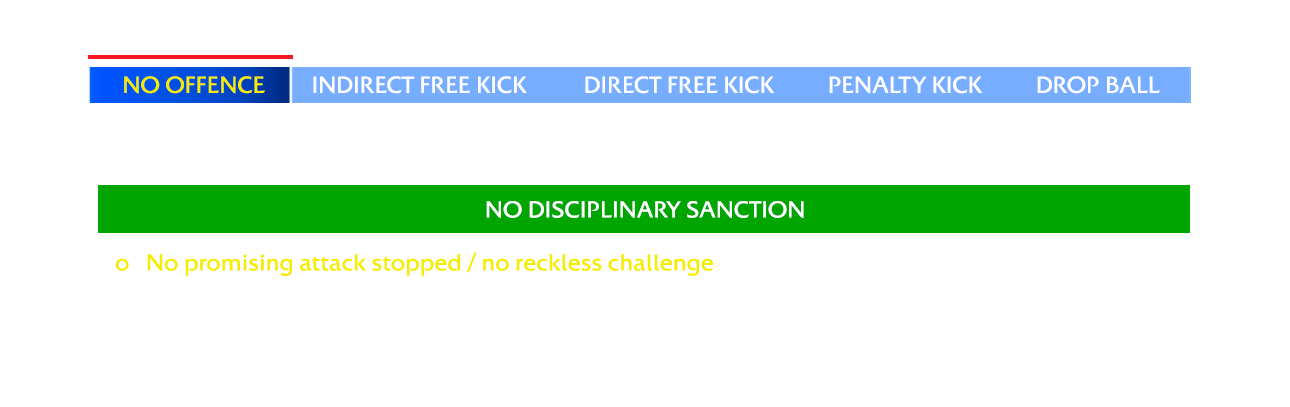 NO OFFENCE INDIRECT FREE KICK DIRECT FREE KICK PENALTY KICK DROP BALL
NO DISCIPLINARY SANCTION
o No promising attack stopped / no reckless challenge